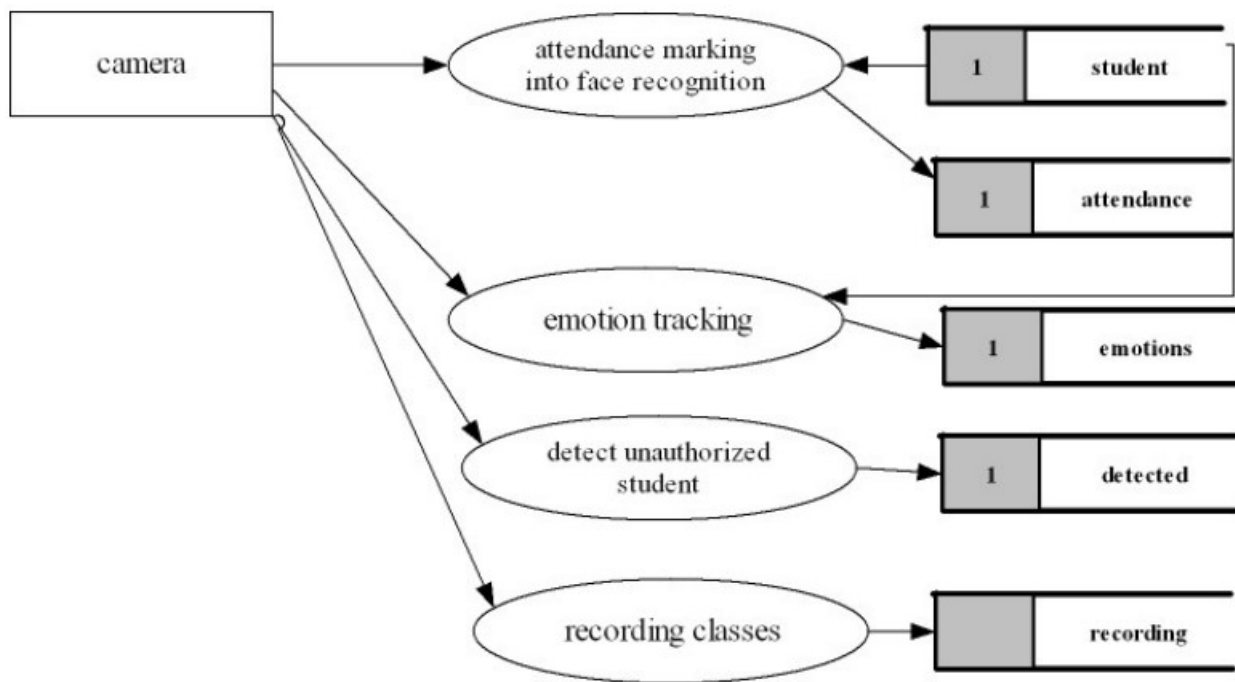 camera
attendance marking
into face recognition
1 student
1 attendance
emotion tracking
1 emotions
detect unauthorized
student
1 detected
recording classes
recording